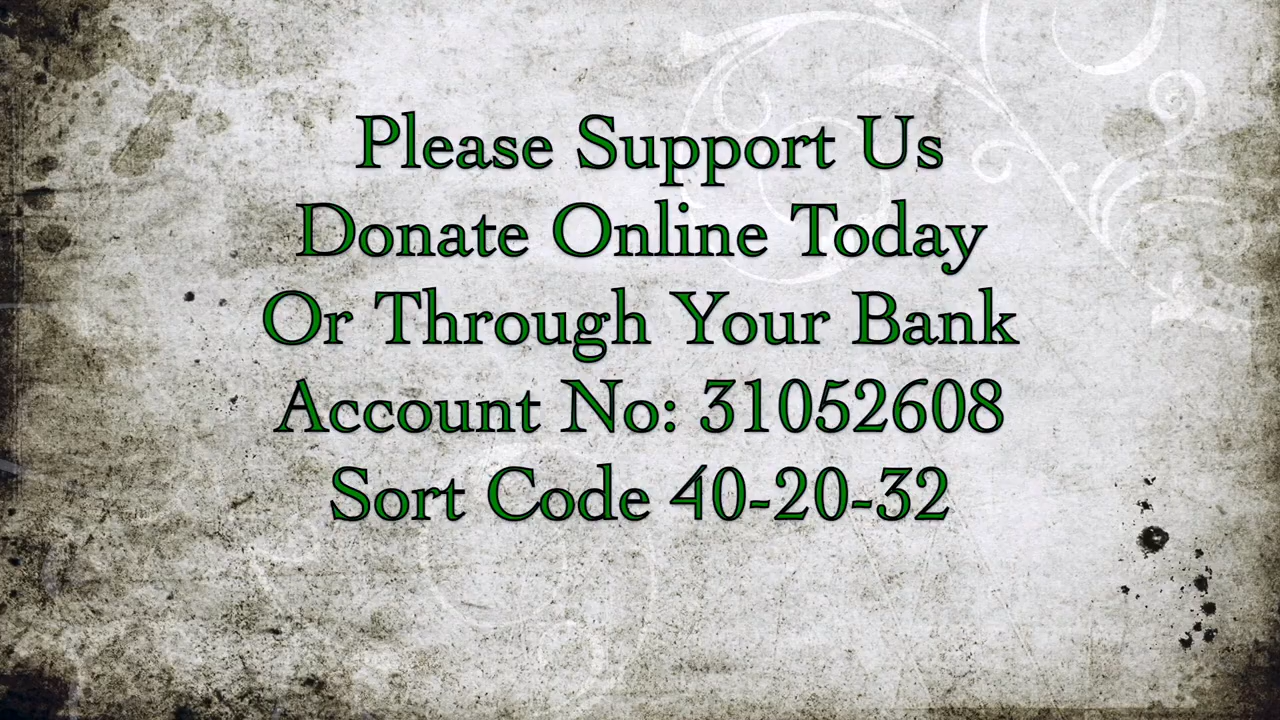 Please Support Us
Donate Online Today
Or Through Your Bank
Account No: 31052608
Sort Code 40-20-32